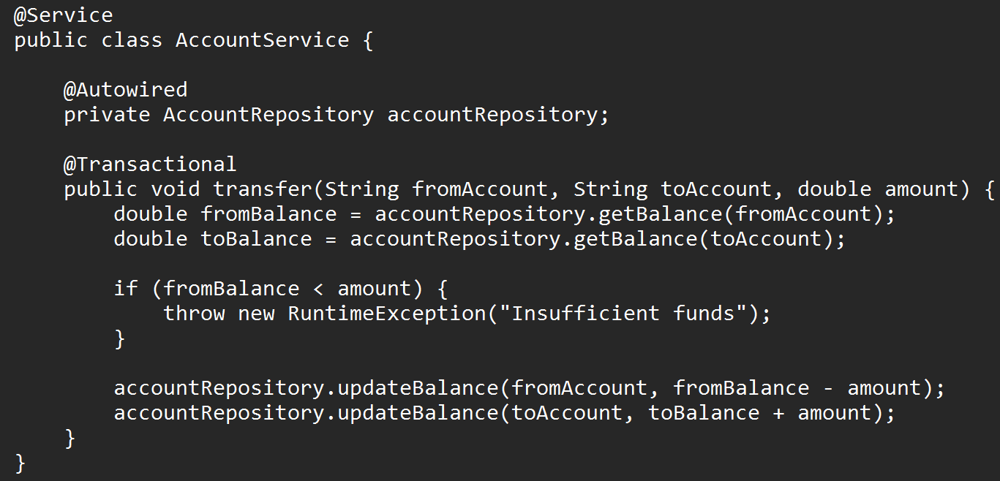 @Service
public class AccountService {
@Autowired
private AccountRepository accountRepository;
@Transactional
public void transfer(String fromAccount, String toAccount, double amount) {
double fromBalance = accountRepository.getBalance(fromAccount);
double toBalance = accountRepository.getBalance(toAccount);
if (fromBalance < amount) {
throw new RuntimeException("Insufficient funds");
}
accountRepository.updateBalance(fromAccount, fromBalance - amount);
accountRepository.updateBalance(toAccount, toBalance + amount);
}
}